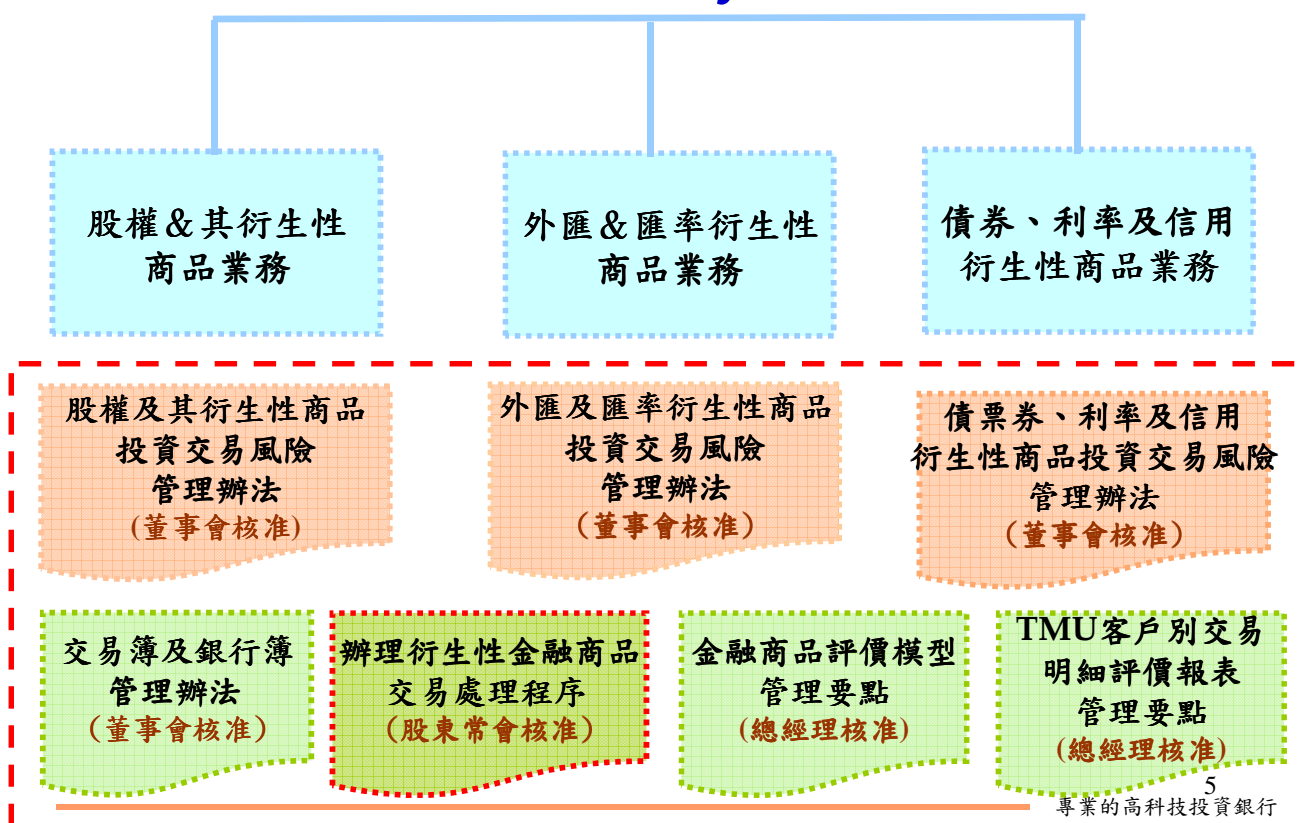 股權＆其衍生性
商品業務
外匯＆匯率衍生性
商品業務
債券、利率及信用
衍生性商品業務
股權及其衍生性商品
投資交易風險
管理辦法
(董事會核准)
外匯及匯率衍生性商品
投資交易風險
管理辦法
（董事會核准）
債票券、利率及信用
衍生性商品投資交易風險
管理辦法
（董事會核准）
交易簿及銀行簿
管理辦法
（董事會核准）
辦理衍生性金融商品
交易處理程序
（股東常會核准）
金融商品評價模型
管理要點
(總經理核准)
TMU客戶別交易
明細評價報表
管理要點
(總經理核准)
5
專業的高科技投資銀行